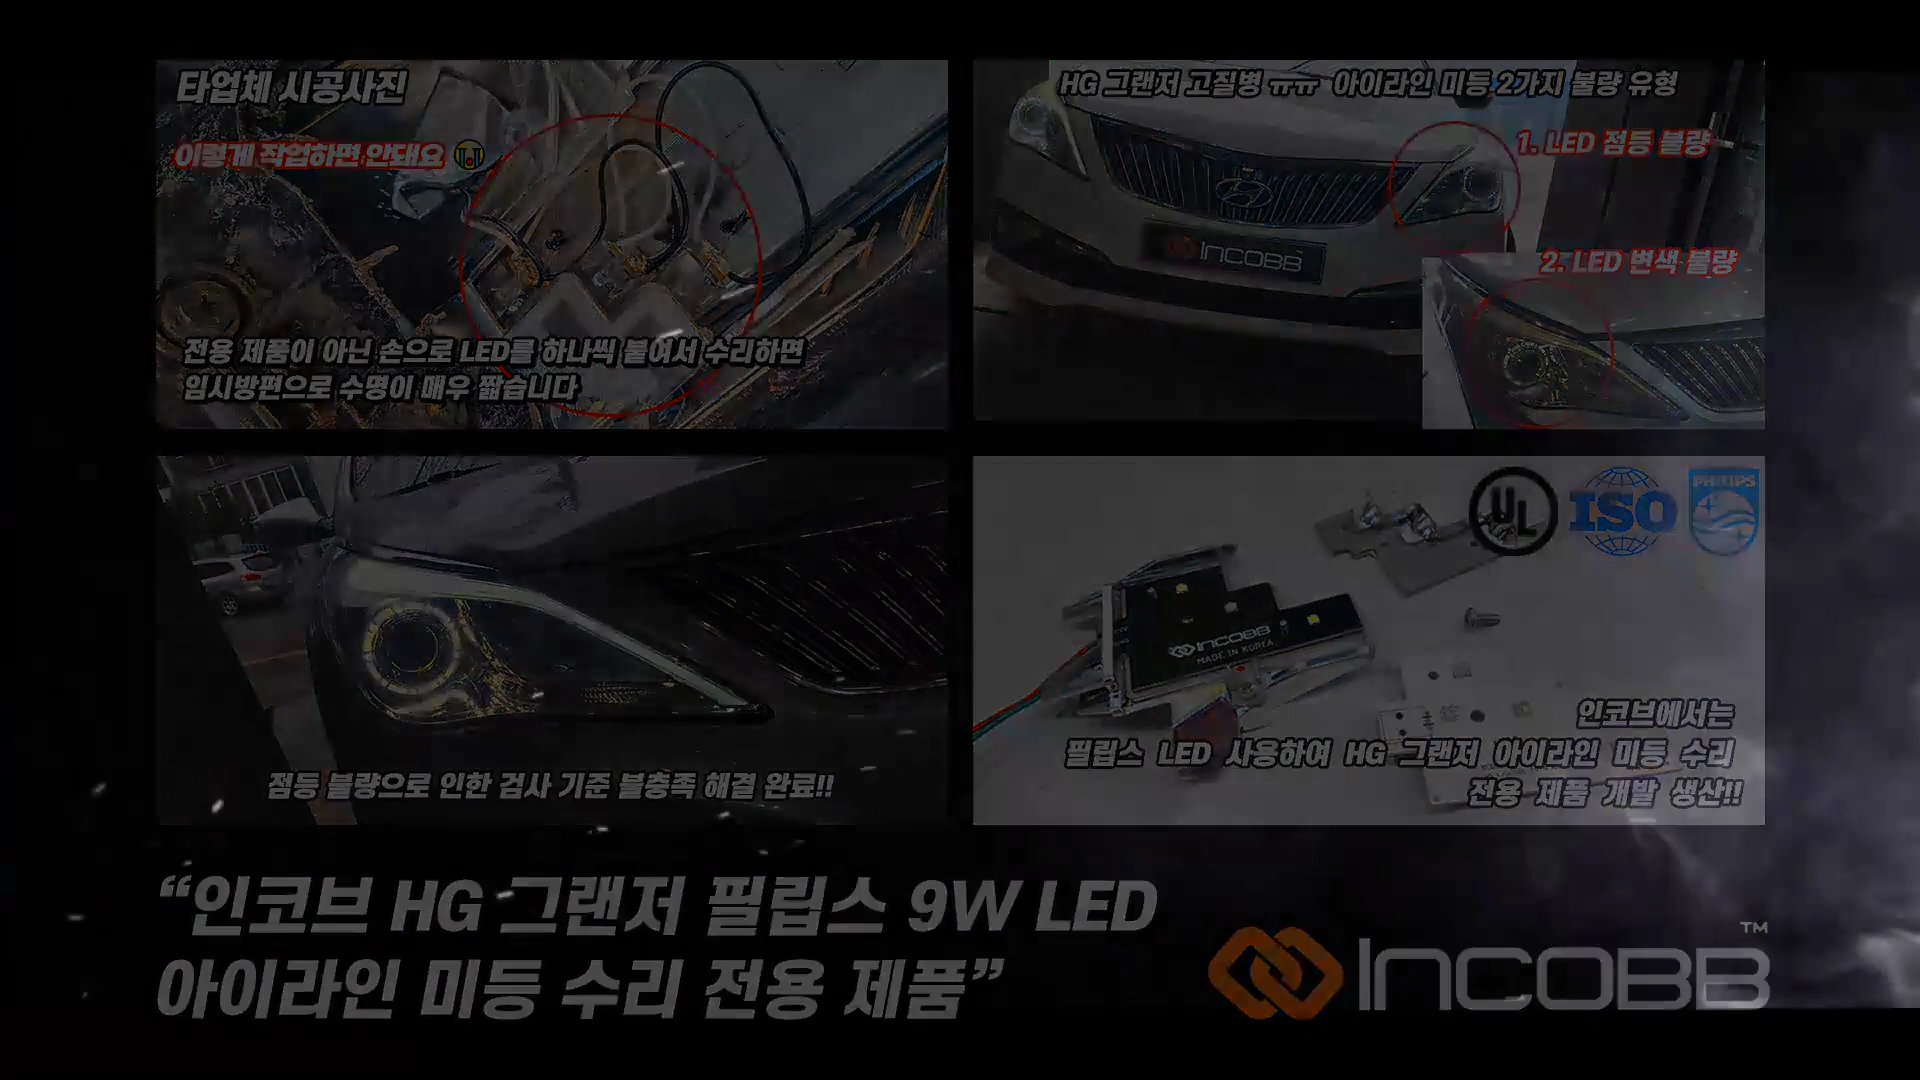 타업체 시공사진
이렇게 작업하면 안돼요
전용 제품이 아닌 손으로 LED를 하나씩 붙여서 수리하면
임시방편으로 수명이 매우 짧습니다
HG 그랜저 고질병 ㅠㅠ 아이라인 미등 2가지 불량 유형
1. LED 점등 불량
INCOBB
2. LED 변색 불량
점등 불량으로 인한 검사 기준 불충족 해결 완료!!
UL ISO PHILIPS
INCOBB
MADE IN KOREA
인코브에서는
필립스 LED 사용하여 HG 그랜저 아이라인 미등 수리
전용 제품 개발 생산!!
“인코브 HG 그랜저 필립스 9W LED
아이라인 미등 수리 전용 제품”
INCOBB™